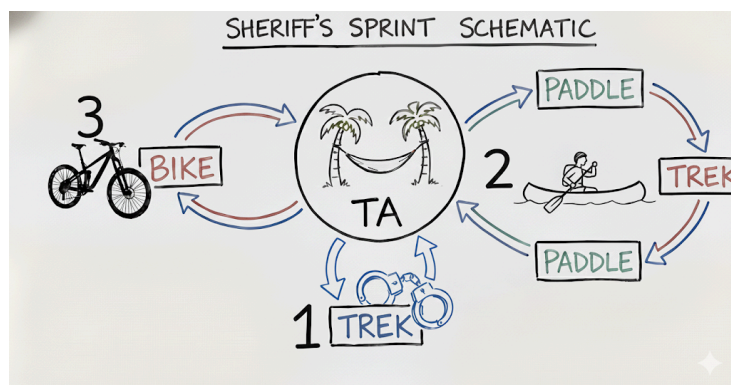 SHERIFF'S SPRINT SCHEMATIC
PADDLE
3
BIKE
2
TREK
TA
PADDLE
1
TREK